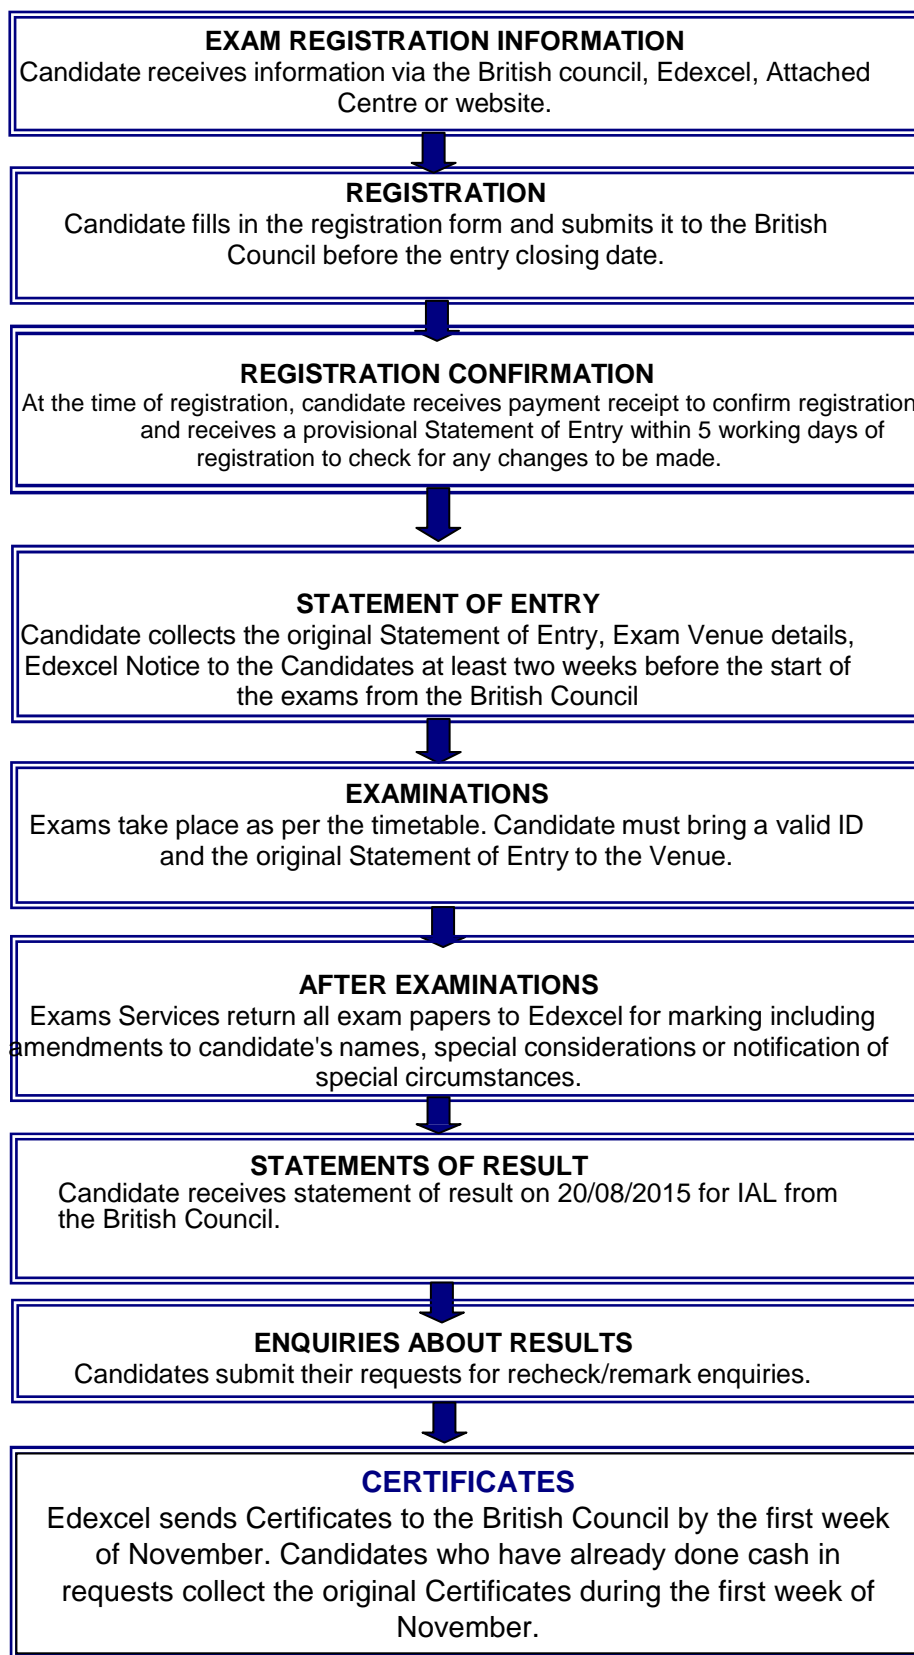 EXAM REGISTRATION INFORMATION
Candidate receives information via the British council, Edexcel, Attached
Centre or website.
REGISTRATION
Candidate fills in the registration form and submits it to the British
Council before the entry closing date.
REGISTRATION CONFIRMATION
At the time of registration, candidate receives payment receipt to confirm registration
and receives a provisional Statement of Entry within 5 working days of
registration to check for any changes to be made.
STATEMENT OF ENTRY
Candidate collects the original Statement of Entry, Exam Venue details,
Edexcel Notice to the Candidates at least two weeks before the start of
the exams from the British Council
EXAMINATIONS
Exams take place as per the timetable. Candidate must bring a valid ID
and the original Statement of Entry to the Venue.
AFTER EXAMINATIONS
Exams Services return all exam papers to Edexcel for marking including
amendments to candidate's names, special considerations or notification of
special circumstances.
STATEMENTS OF RESULT
Candidate receives statement of result on 20/08/2015 for IAL from
the British Council.
ENQUIRIES ABOUT RESULTS
Candidates submit their requests for recheck/remark enquiries.
CERTIFICATES
Edexcel sends Certificates to the British Council by the first week
of November. Candidates who have already done cash in
requests collect the original Certificates during the first week of
November.